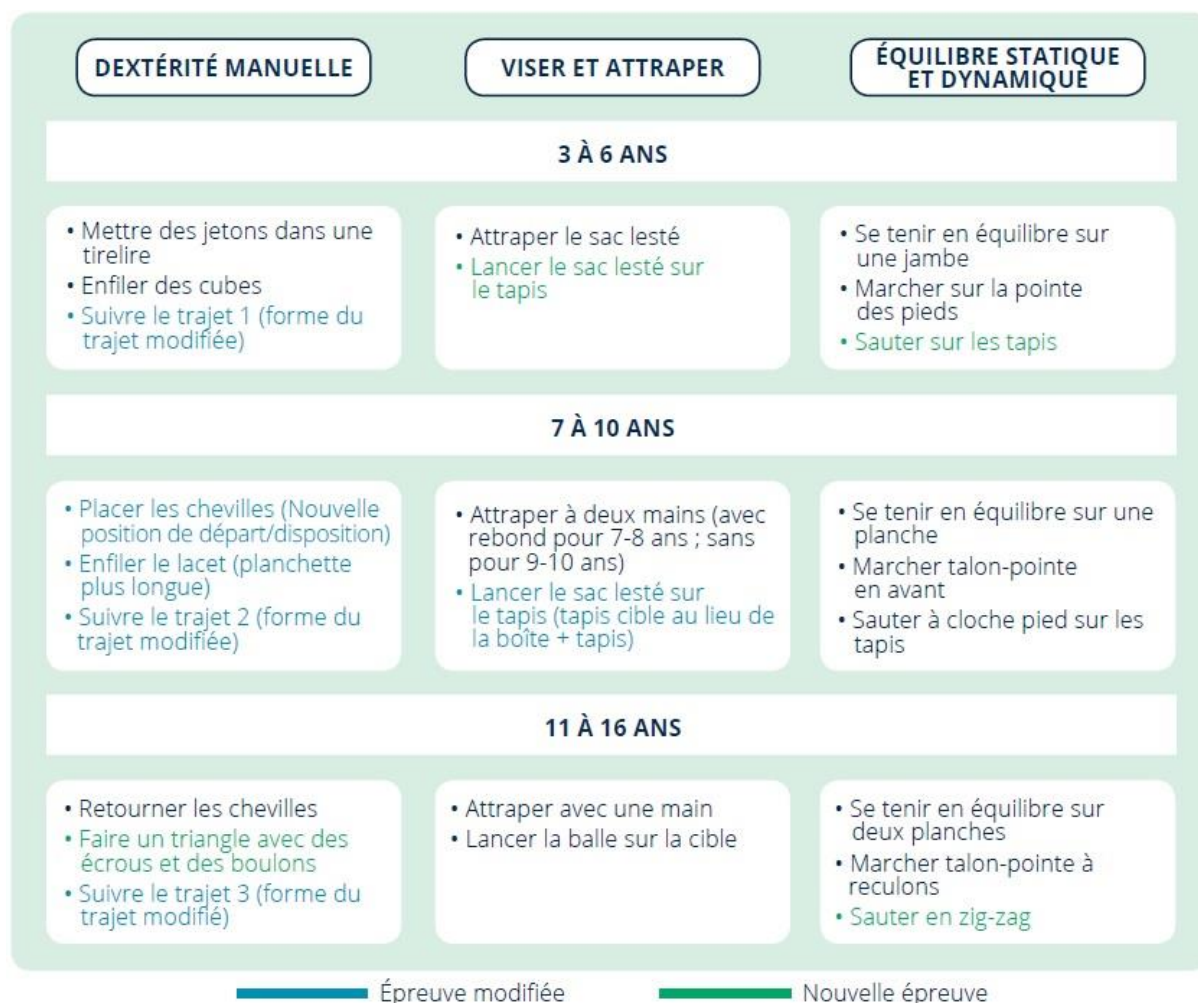 DEXTÉRITÉ MANUELLE
VISER ET ATTRAPER
ÉQUILIBRE STATIQUE
ET DYNAMIQUE
3 À 6 ANS
• Mettre des jetons dans une
tirelire
• Enfiler des cubes
• Suivre le trajet 1 (forme du
trajet modifiée)
• Attraper le sac lesté
• Lancer le sac lesté sur
le tapis
• Se tenir en équilibre sur
une jambe
• Marcher sur la pointe
des pieds
• Sauter sur les tapis
7 À 10 ANS
• Placer les chevilles (Nouvelle
position de départ/disposition)
• Enfiler le lacet (planchette
plus longue)
• Suivre le trajet 2 (forme du
trajet modifiée)
• Attraper à deux mains (avec
rebond pour 7-8 ans ; sans
pour 9-10 ans)
• Lancer le sac lesté sur
le tapis (tapis cible au lieu de
la boîte + tapis)
• Se tenir en équilibre sur une
planche
• Marcher talon-pointe
en avant
• Sauter à cloche pied sur les
tapis
11 À 16 ANS
• Retourner les chevilles
• Faire un triangle avec des
écrous et des boulons
• Suivre le trajet 3 (forme du
trajet modifié)
• Attraper avec une main
• Lancer la balle sur la cible
• Se tenir en équilibre sur
deux planches
• Marcher talon-pointe à
reculons
• Sauter en zig-zag
Épreuve modifiée
Nouvelle épreuve